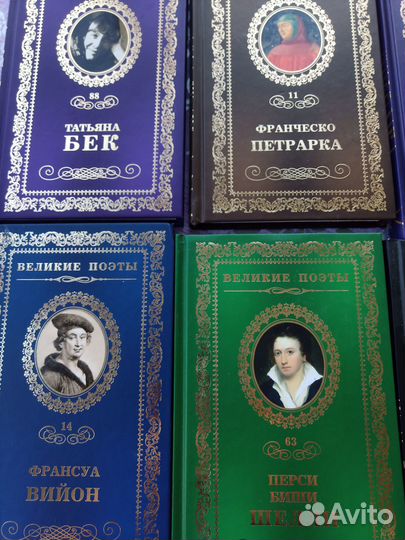 88
ТАТЬЯНА
БЕК
11
ФРАНЧЕСКО
ПЕТРАРКА
ВЕЛИКИЕ ПОЭТЫ
14
ФРАНСУА
ВИЙОН
ВЕЛИКИЕ ПОЭТЫ
63
ПЕРСИ
БИШИ
Avito